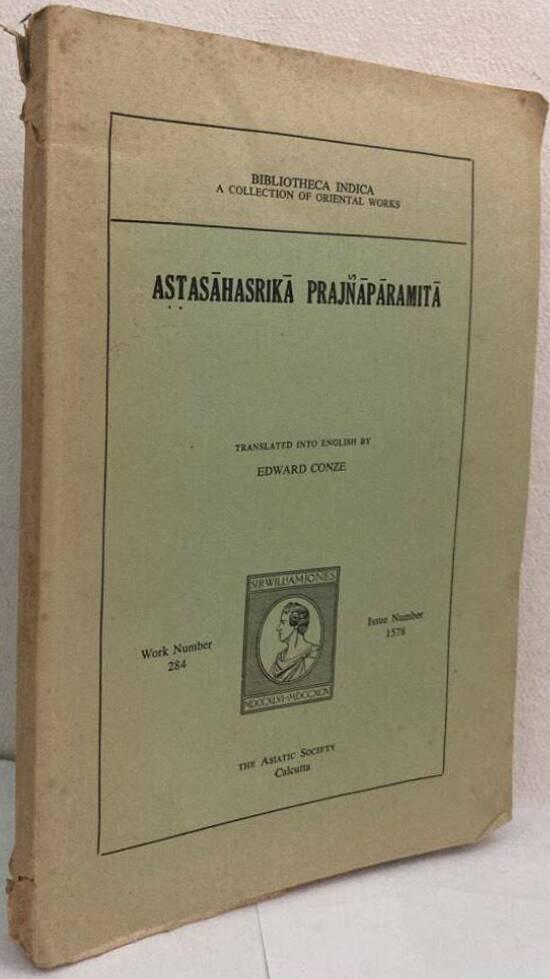 BIBLIOTHECA INDICA
A COLLECTION OF ORIENTAL WORKS
AṢṬASĀHASRIKĀ PRAJÑĀPĀRAMITĀ
TRANSLATED INTO ENGLISH BY
EDWARD CONZE
SIR WILLIAM JONES
Work Number
284
Issue Number
1578
MDCCXLVI-MDCCXCIV
THE ASIATIC SOCIETY
Calcutta